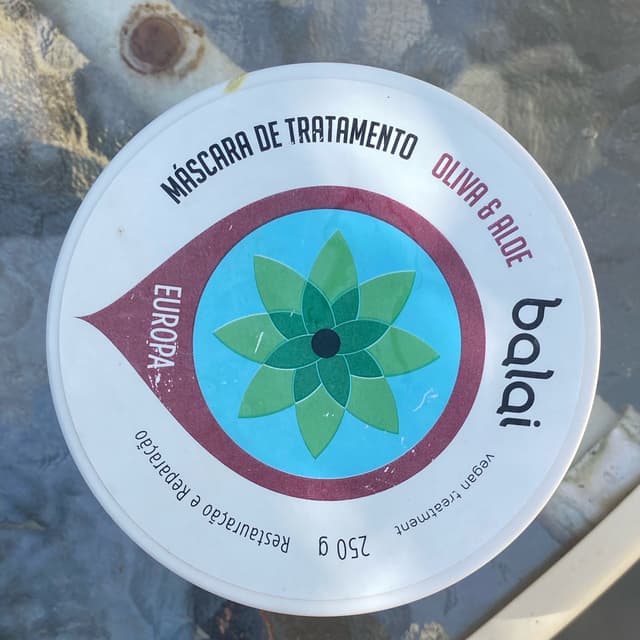 MÁSCARA DE TRATAMENTO
OLIVA & ALOE
balai
vegan treatment
250 g
Restauração e Reparação
EUROPA